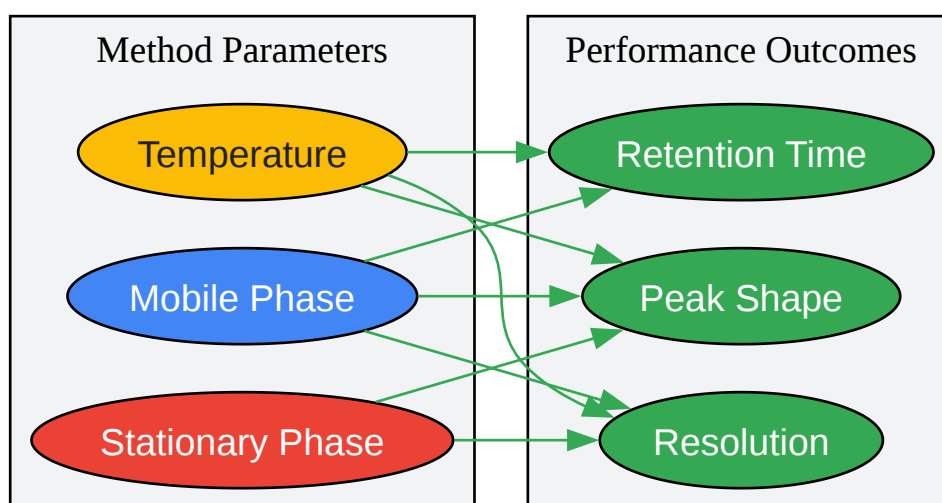 Method Parameters
Performance Outcomes
Temperature
Retention Time
Mobile Phase
Peak Shape
Stationary Phase
Resolution